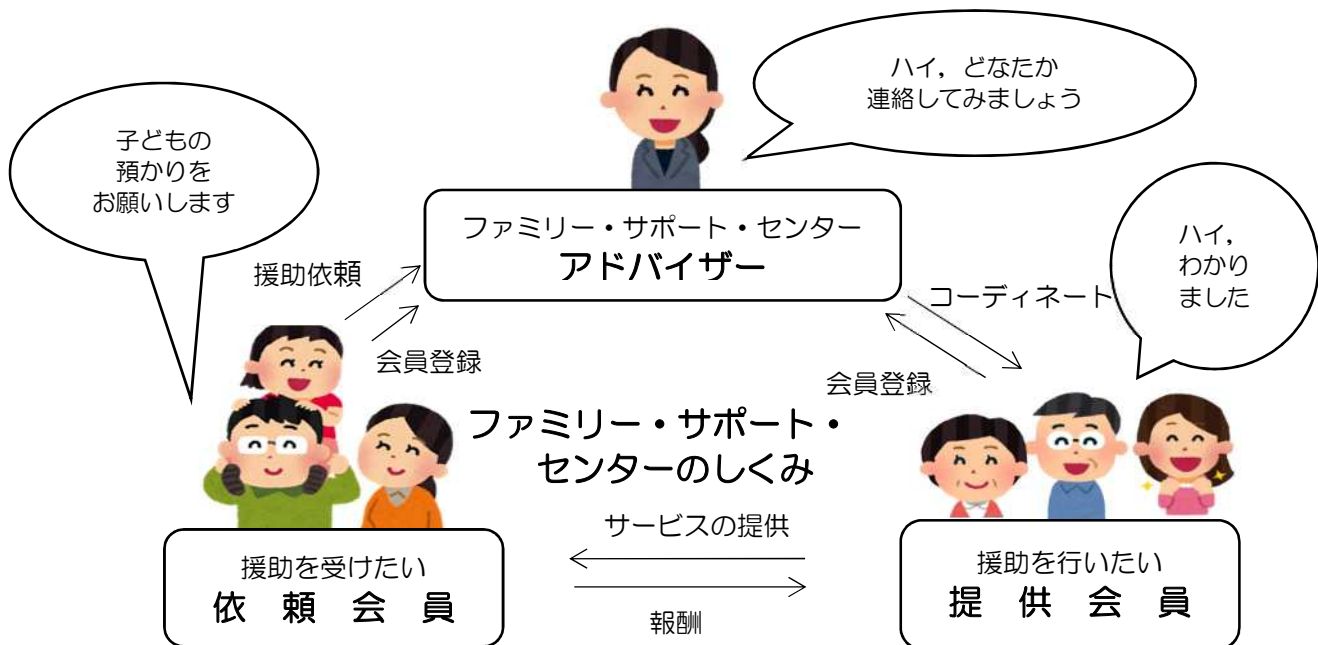 ハイ，どなたか
連絡してみましょう
子どもの
預かりを
お願いします
ファミリー・サポート・センター
アドバイザー
ハイ，
わかり
ました
援助依頼
コーディネート
会員登録
会員登録
ファミリー・サポート・
センターのしくみ
サービスの提供
援助を受けたい
依頼会員
援助を行いたい
提供会員
報酬